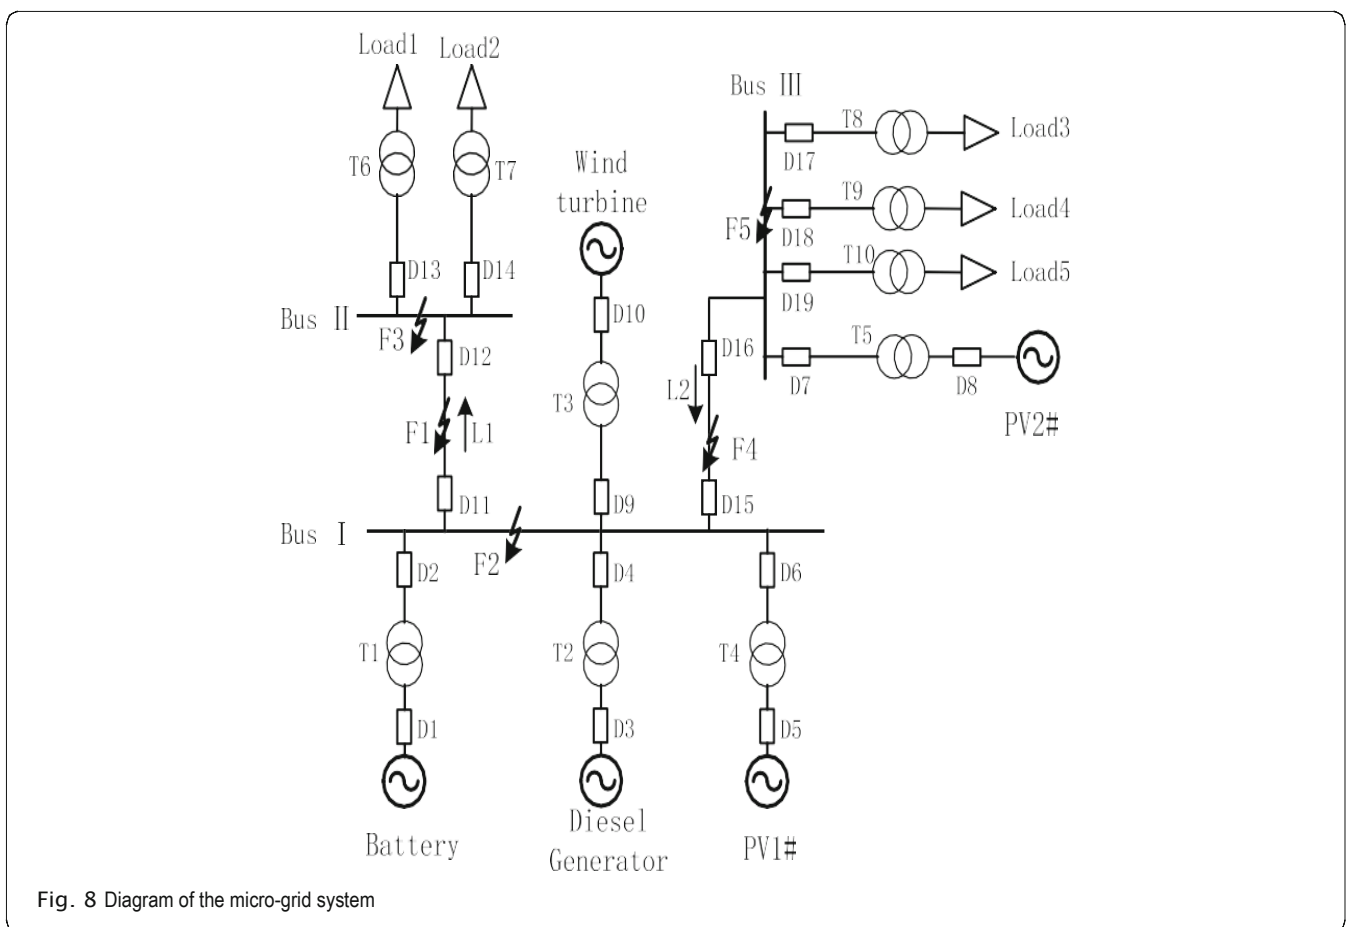 Load1 Load2
Bus Ⅲ
T8
Load3
D17
T6
T7
Wind
turbine
T9
Load4
F5
D18
T10
Load5
D13
D14
D19
D10
Bus Ⅱ
F3
D12
D16
T5
D7
D8
L2
T3
PV2#
F1
L1
F4
D11
D9
D15
Bus Ⅰ
F2
D2
D4
D6
T1
T2
T4
D1
D3
D5
Battery
Diesel
Generator
PV1#
Fig. 8 Diagram of the micro-grid system